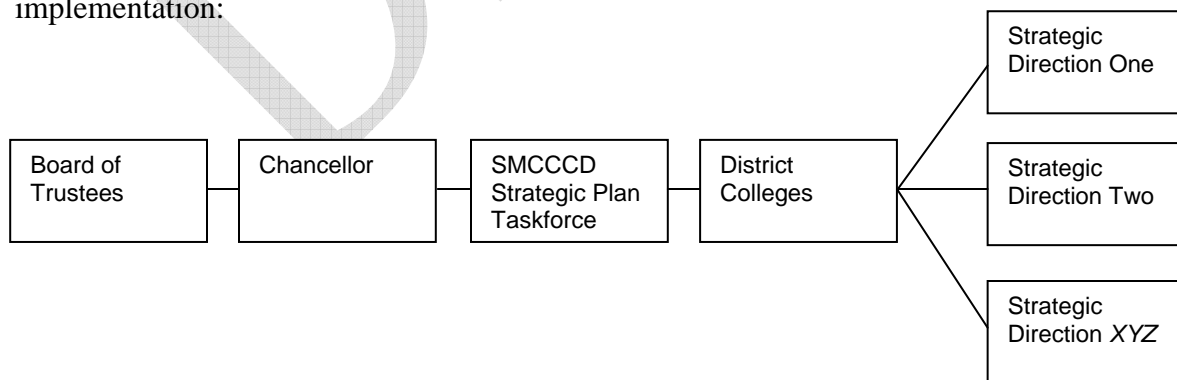 implementation:
Strategic
Direction One
Board of
Trustees
Chancellor
SMCCCD
Strategic Plan
Taskforce
District
Colleges
Strategic
Direction Two
Strategic
Direction XYZ